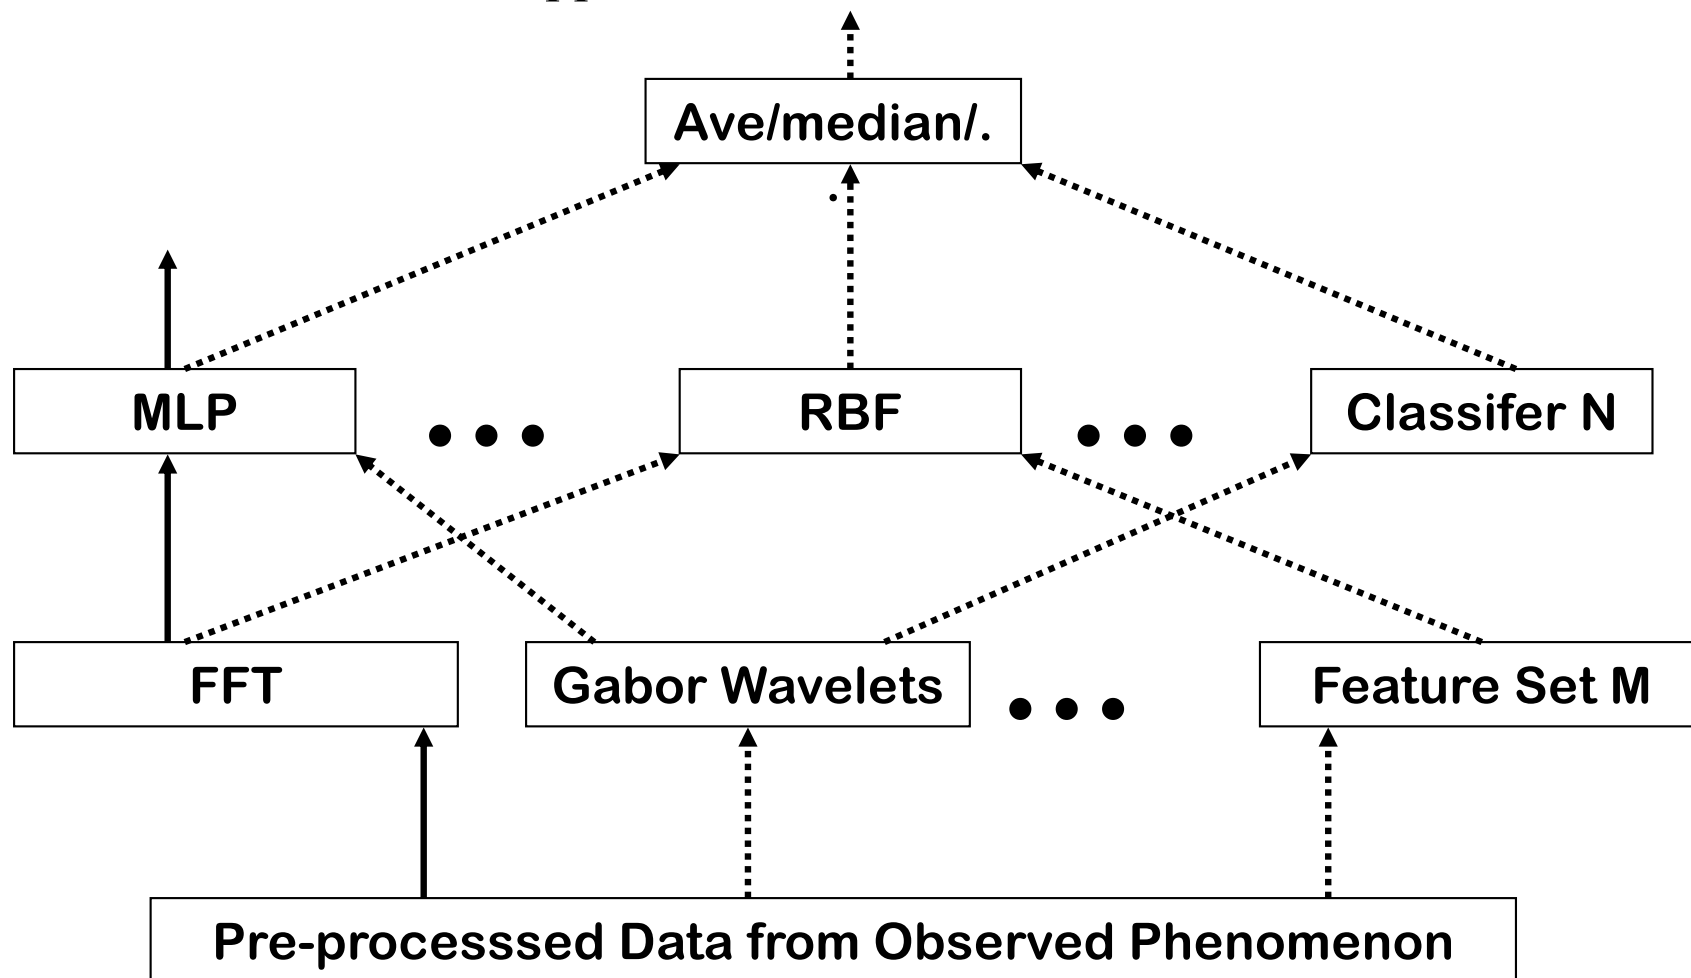 Ave/median/.
.
MLP
RBF
Classifer N
FFT
Gabor Wavelets
Feature Set M
Pre-processsed Data from Observed Phenomenon